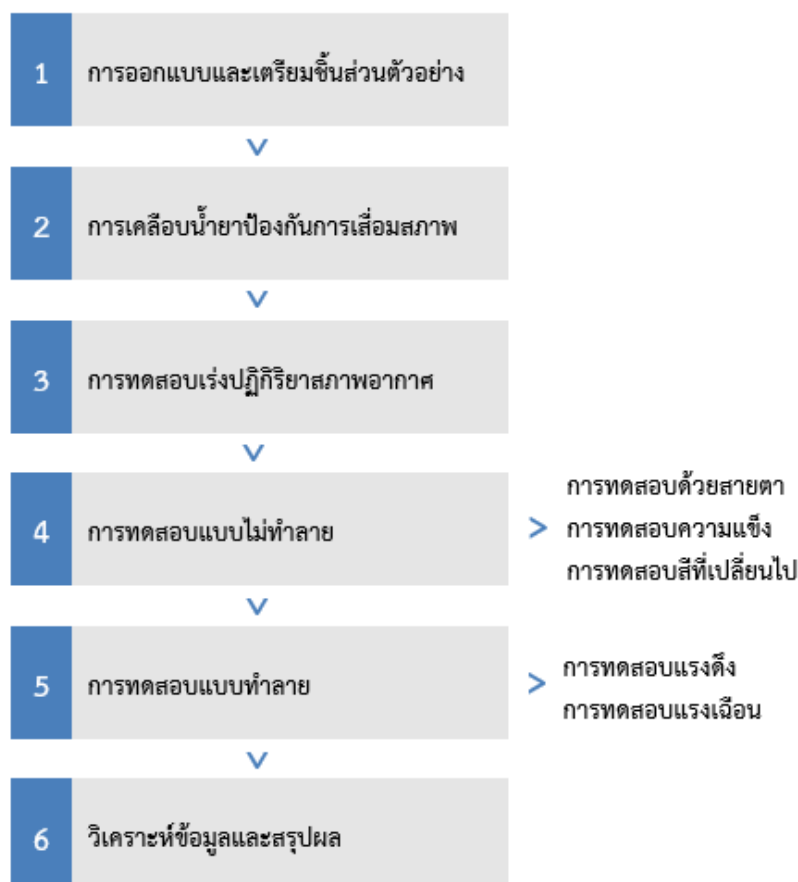 1 การออกแบบและเตรียมชิ้นส่วนตัวอย่าง
2 การเคลือบน้ำยาป้องกันการเสื่อมสภาพ
3 การทดสอบเร่งปฏิกิริยาสภาพอากาศ
4 การทดสอบแบบไม่ทำลาย
การทดสอบด้วยสายตา
การทดสอบความแข็ง
การทดสอบสีที่เปลี่ยนไป
5 การทดสอบแบบทำลาย
การทดสอบแรงดึง
การทดสอบแรงเฉือน
6 วิเคราะห์ข้อมูลและสรุปผล